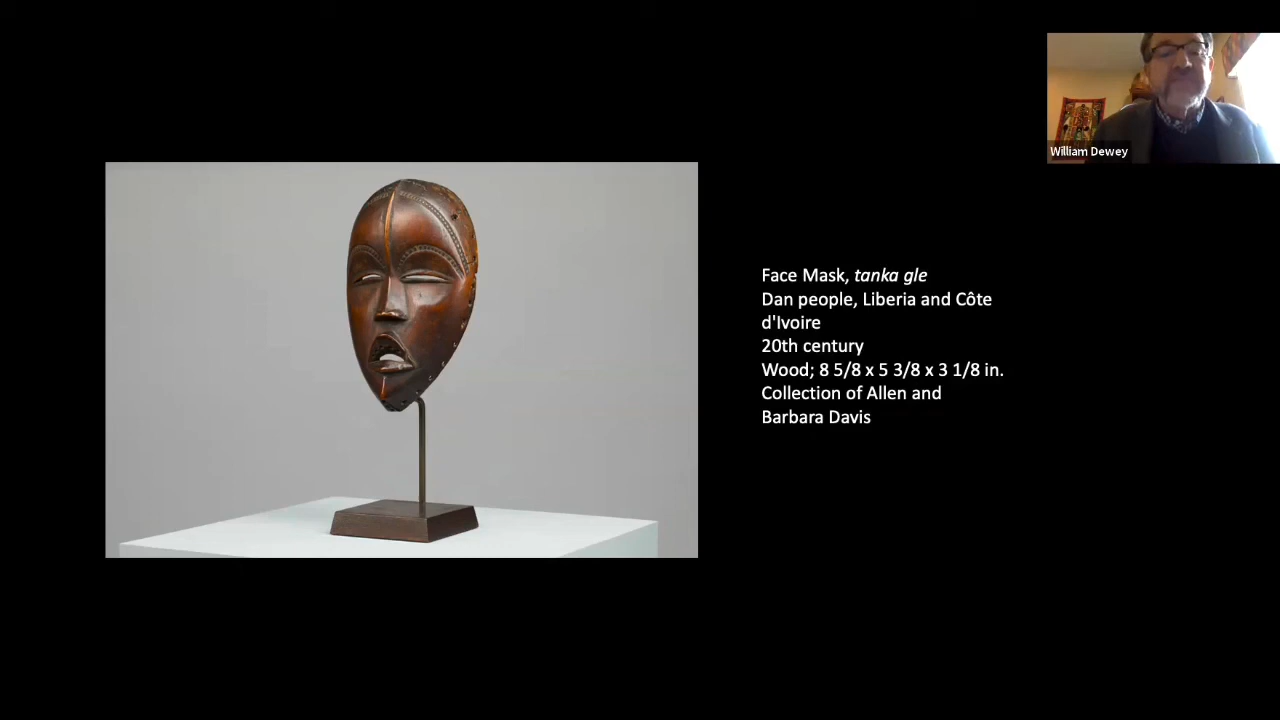 William Dewey
Face Mask, tanka gle
Dan people, Liberia and Côte
d'Ivoire
20th century
Wood; 8 5/8 x 5 3/8 x 3 1/8 in.
Collection of Allen and
Barbara Davis